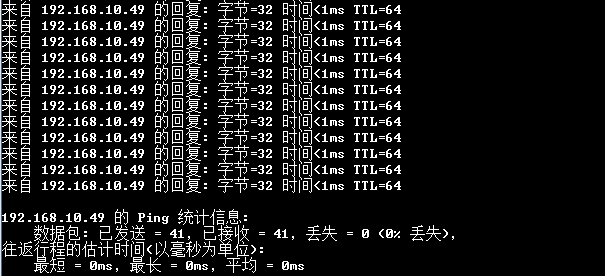 来自 192.168.10.49 的回复: 字节=32 时间<1ms TTL=64
来自 192.168.10.49 的回复: 字节=32 时间<1ms TTL=64
来自 192.168.10.49 的回复: 字节=32 时间<1ms TTL=64
来自 192.168.10.49 的回复: 字节=32 时间<1ms TTL=64
来自 192.168.10.49 的回复: 字节=32 时间<1ms TTL=64
来自 192.168.10.49 的回复: 字节=32 时间<1ms TTL=64
来自 192.168.10.49 的回复: 字节=32 时间<1ms TTL=64
来自 192.168.10.49 的回复: 字节=32 时间<1ms TTL=64
来自 192.168.10.49 的回复: 字节=32 时间<1ms TTL=64
来自 192.168.10.49 的回复: 字节=32 时间<1ms TTL=64
来自 192.168.10.49 的回复: 字节=32 时间<1ms TTL=64
来自 192.168.10.49 的回复: 字节=32 时间<1ms TTL=64
192.168.10.49 的 Ping 统计信息:
数据包: 已发送 = 41, 已接收 = 41, 丢失 = 0 (0% 丢失),
往返行程的估计时间(以毫秒为单位):
最短 = 0ms, 最长 = 0ms, 平均 = 0ms